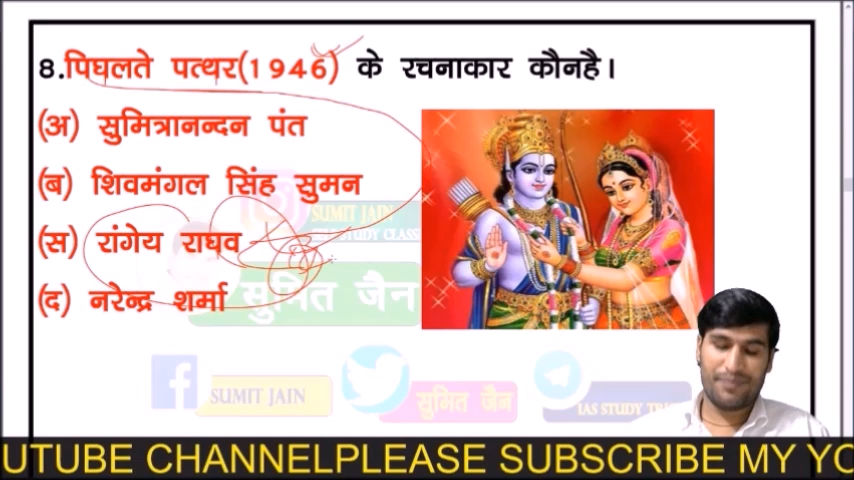 8.पिघलते पत्थर(1946) के रचनाकार कौनहै।
(अ) सुमित्रानन्दन पंत
(ब) शिवमंगल सिंह सुमन
(स) रांगेय राघव
(द) नरेन्द्र शर्मा
SUMIT JAIN
सुमित जैन
SUMIT JAIN
सुमित जैन
IAS STUDY
UTUBE CHANNELPLEASE SUBSCRIBE MY YO